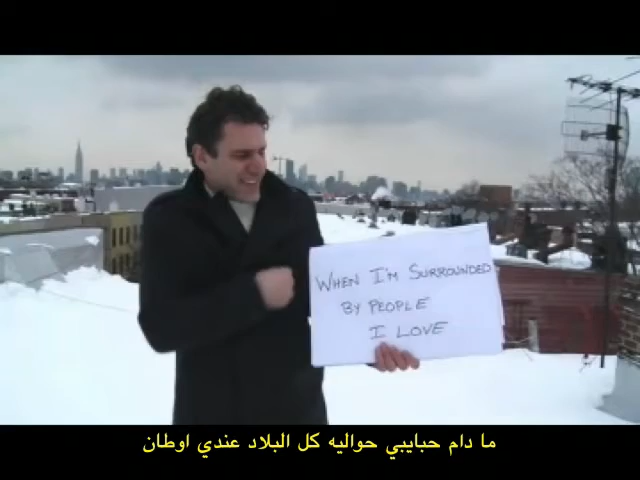 WHEN I'M SURROUNDED
BY PEOPLE
I LOVE
ما دام حبايبي حواليه كل البلاد عندي اوطان